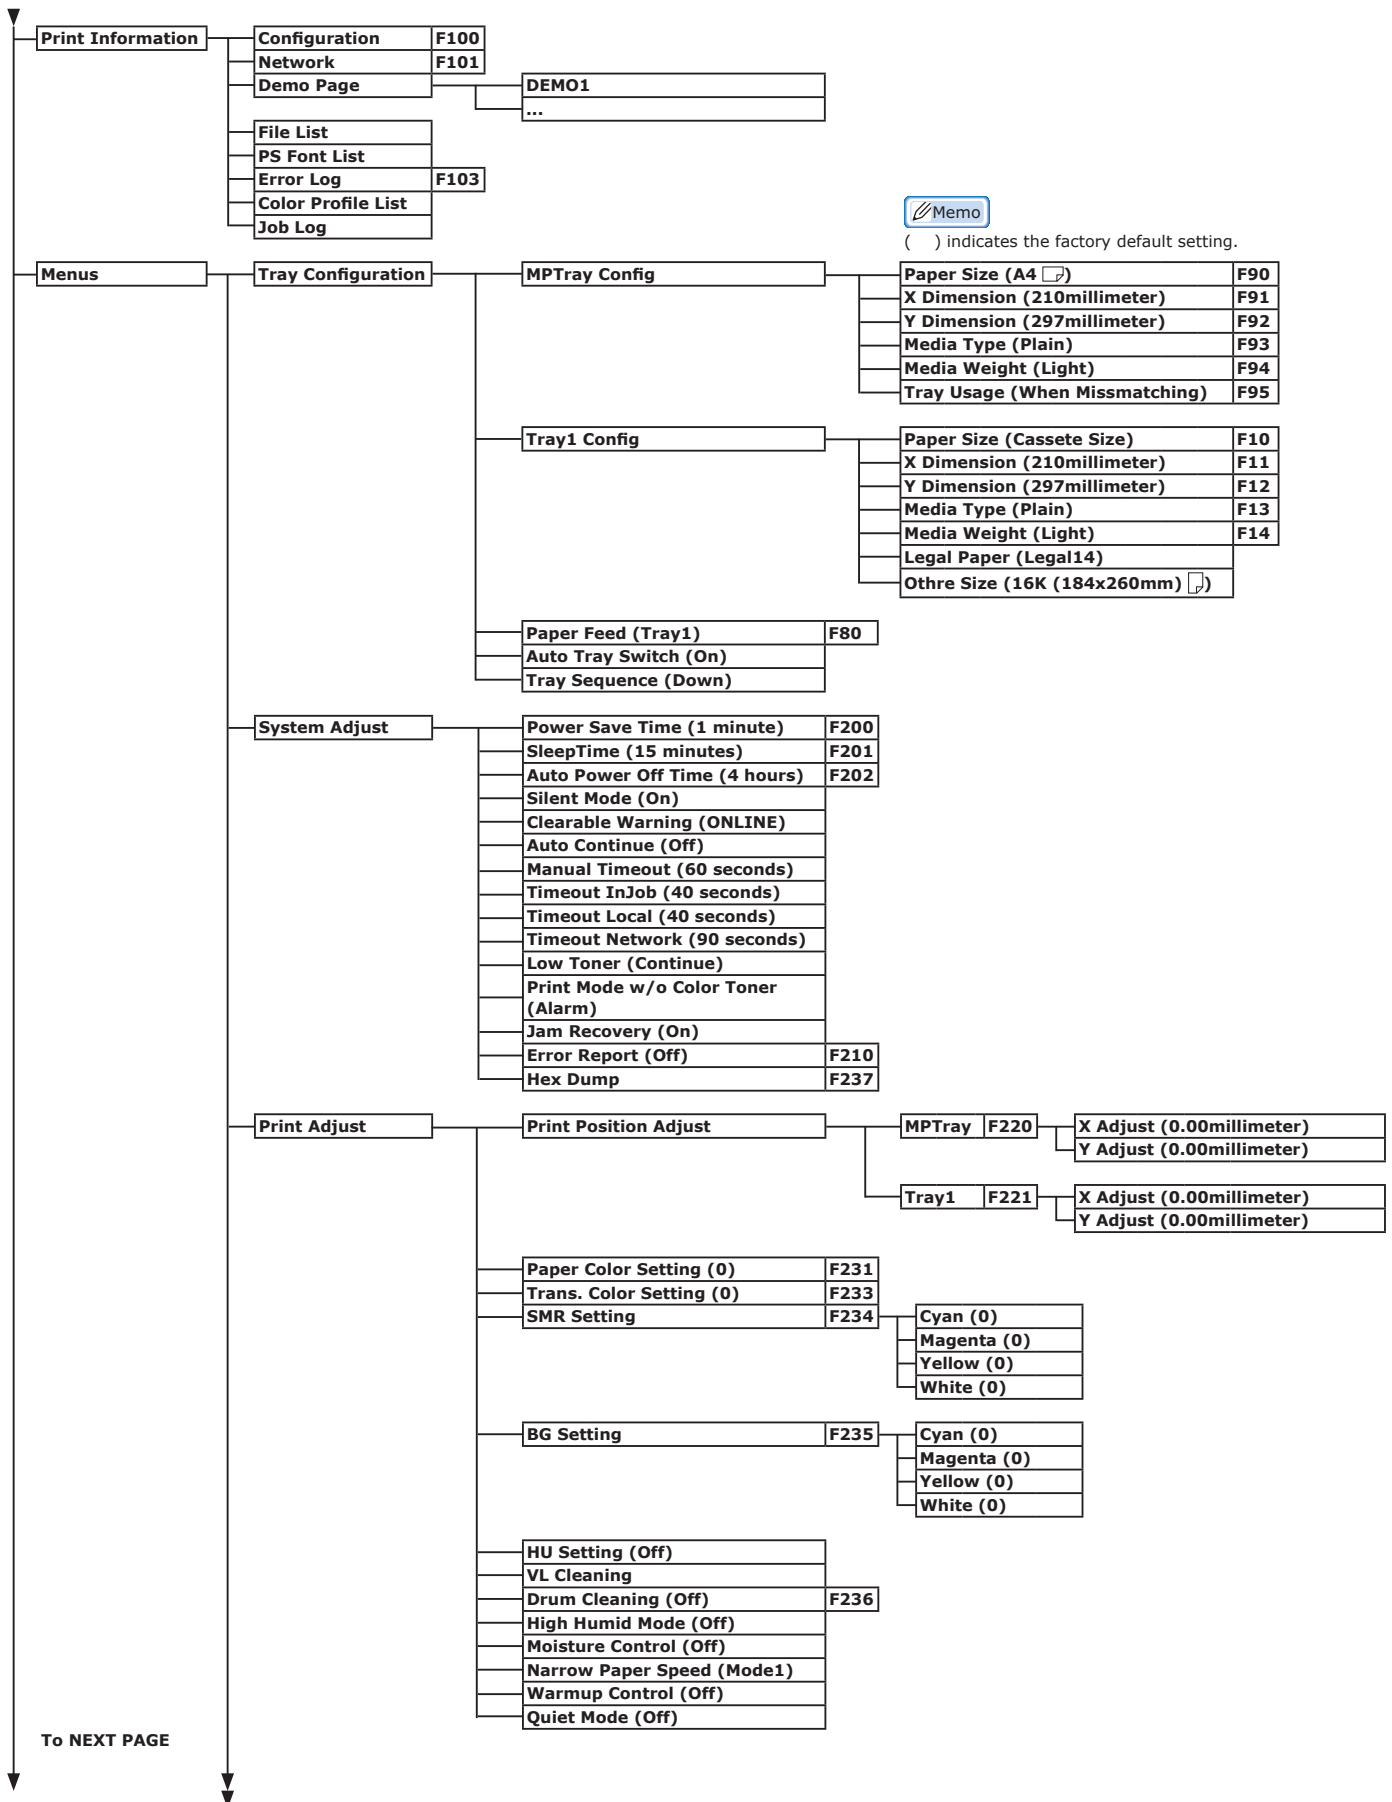 Print Information
Configuration F100
Network F101
Demo Page DEMO1
...
File List
PS Font List
Error Log F103
Color Profile List
Job Log
Memo
(    ) indicates the factory default setting.
Menus Tray Configuration MPTray Config Paper Size (A4 ) F90
X Dimension (210millimeter) F91
Y Dimension (297millimeter) F92
Media Type (Plain) F93
Media Weight (Light) F94
Tray Usage (When Missmatching) F95
Tray1 Config Paper Size (Cassete Size) F10
X Dimension (210millimeter) F11
Y Dimension (297millimeter) F12
Media Type (Plain) F13
Media Weight (Light) F14
Legal Paper (Legal14)
Othre Size (16K (184x260mm) )
Paper Feed (Tray1) F80
Auto Tray Switch (On)
Tray Sequence (Down)
System Adjust Power Save Time (1 minute) F200
SleepTime (15 minutes) F201
Auto Power Off Time (4 hours) F202
Silent Mode (On)
Clearable Warning (ONLINE)
Auto Continue (Off)
Manual Timeout (60 seconds)
Timeout InJob (40 seconds)
Timeout Local (40 seconds)
Timeout Network (90 seconds)
Low Toner (Continue)
Print Mode w/o Color Toner
(Alarm)
Jam Recovery (On)
Error Report (Off) F210
Hex Dump F237
Print Adjust Print Position Adjust MPTray F220 X Adjust (0.00millimeter)
Y Adjust (0.00millimeter)
Tray1 F221 X Adjust (0.00millimeter)
Y Adjust (0.00millimeter)
Paper Color Setting (0) F231
Trans. Color Setting (0) F233
SMR Setting F234 Cyan (0)
Magenta (0)
Yellow (0)
White (0)
BG Setting F235 Cyan (0)
Magenta (0)
Yellow (0)
White (0)
HU Setting (Off)
VL Cleaning
Drum Cleaning (Off) F236
High Humid Mode (Off)
Moisture Control (Off)
Narrow Paper Speed (Mode1)
Warmup Control (Off)
Quiet Mode (Off)
To NEXT PAGE